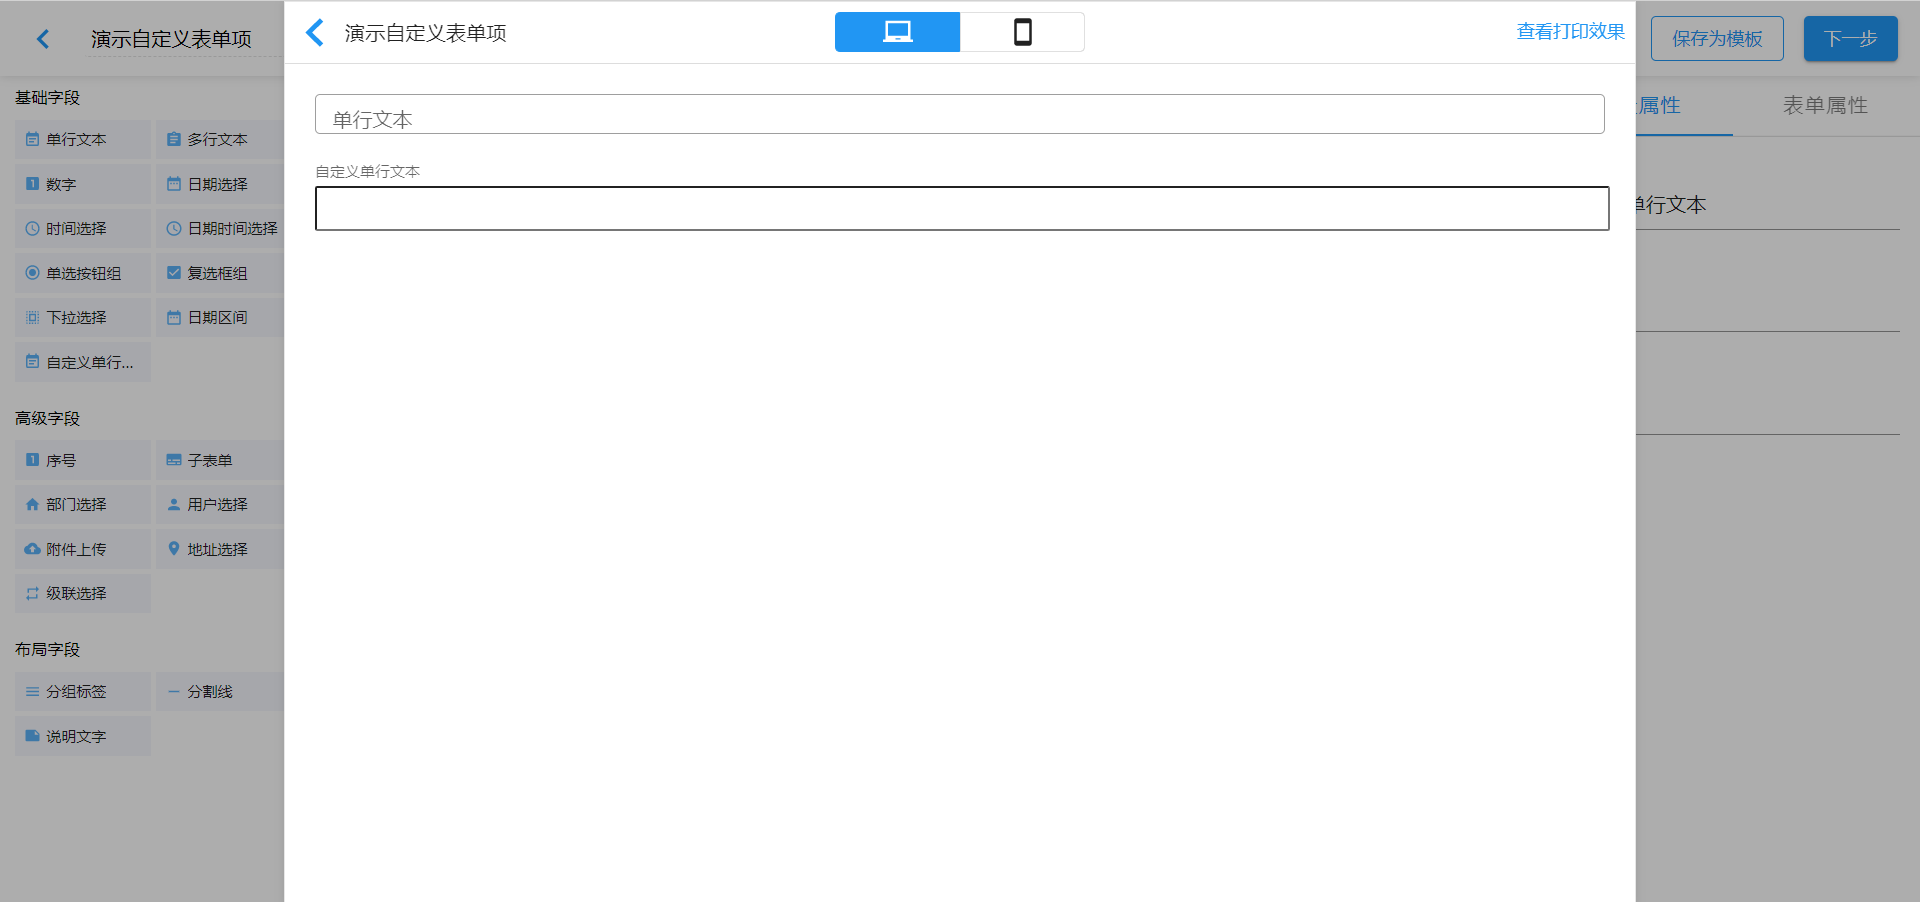 演示自定义表单项
演示自定义表单项
查看打印效果
保存为模板
下一步
基础字段
单行文本
多行文本
数字
日期选择
时间选择
日期时间选择
单选按钮组
复选框组
下拉选择
日期区间
自定义单行...
高级字段
序号
子表单
部门选择
用户选择
附件上传
地址选择
级联选择
布局字段
分组标签
分割线
说明文字
单行文本
自定义单行文本
属性
表单属性
单行文本